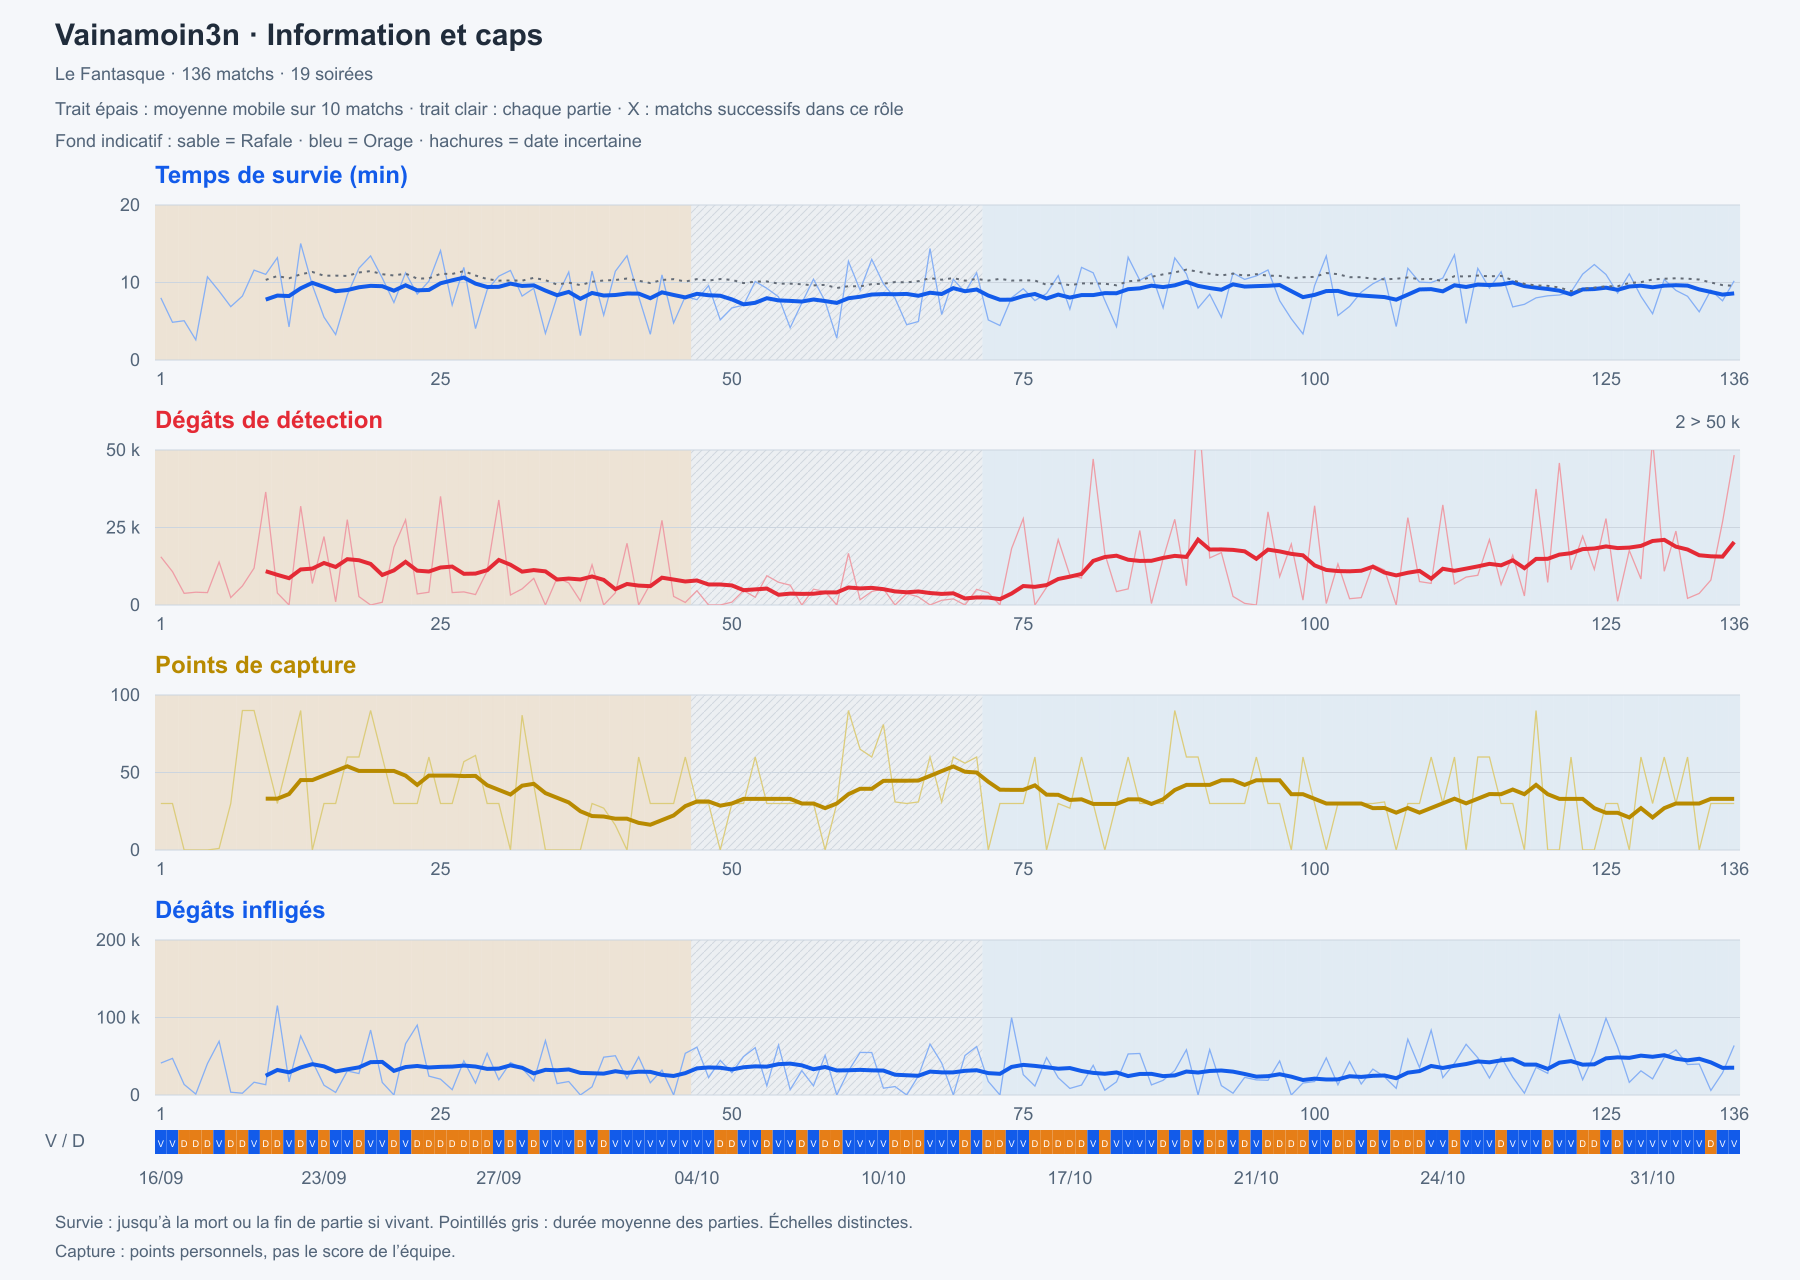 Vainamoin3n · Information et caps
Le Fantasque · 136 matchs · 19 soirées
Trait épais : moyenne mobile sur 10 matchs · trait clair : chaque partie · X : matchs successifs dans ce rôle
Fond indicatif : sable = Rafale · bleu = Orage · hachures = date incertaine
Temps de survie (min)
20
10
0
1 25 50 75 100 125 136
Dégâts de détection 2 > 50 k
50 k
25 k
0
1 25 50 75 100 125 136
Points de capture
100
50
0
1 25 50 75 100 125 136
Dégâts infligés
200 k
100 k
0
1 25 50 75 100 125 136
V / D
16/09 23/09 27/09 04/10 10/10 17/10 21/10 24/10 31/10
Survie : jusqu’à la mort ou la fin de partie si vivant. Pointillés gris : durée moyenne des parties. Échelles distinctes.
Capture : points personnels, pas le score de l’équipe.